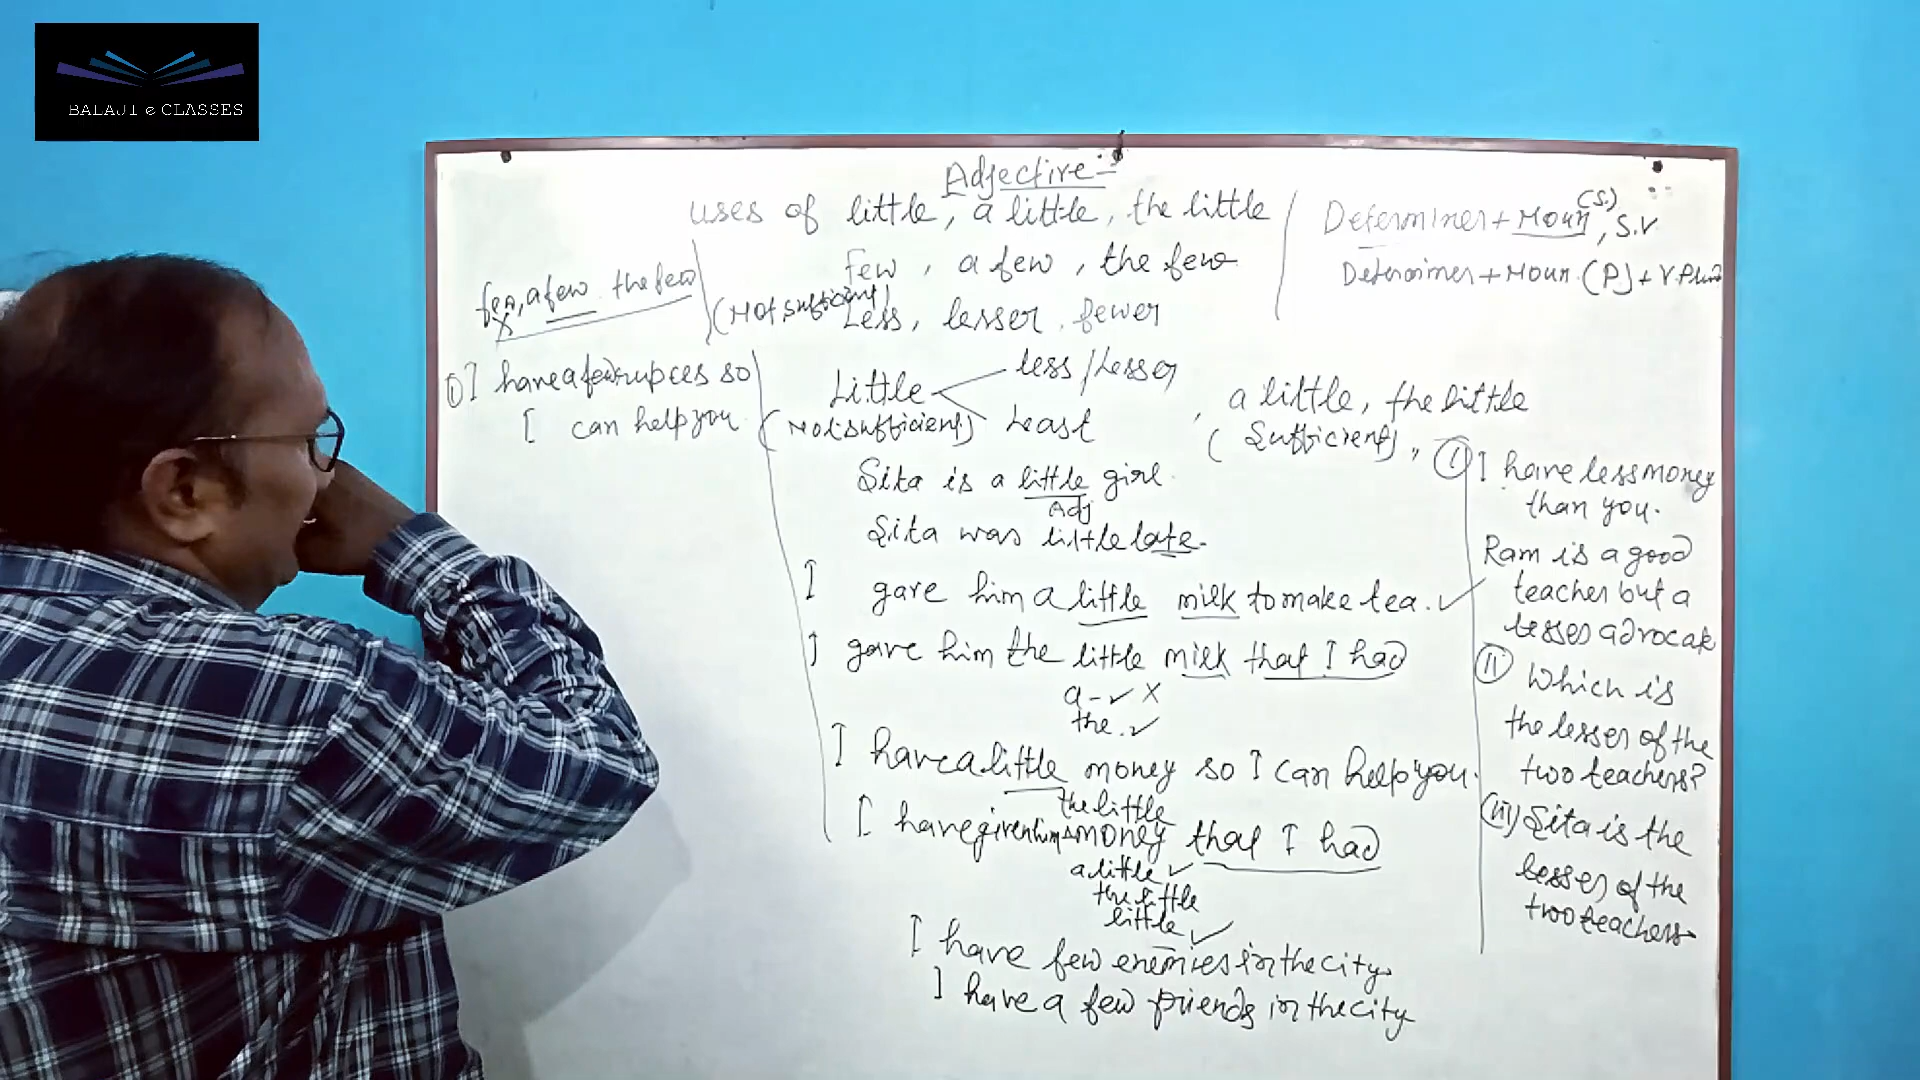 BALAJI e CLASSES
Adjective:-
uses of little, a little, the little
few, a few, the few
(Not sufficient)
Less, lesser, fewer
Determiner + Noun (S.), S.V
Determiner + Noun (P) + V. Plural
few, a few the few
X
(i) I have a few rupees so
I can help you
Little less/Lesser
(Not sufficient) Least
, a little, the little
(Sufficient),
Sita is a little girl.
Adj
Sita was little late.
I gave him a little milk to make tea. ✓
I gave him the little milk that I had
a - ✓ X
the. ✓
I have a little money so I can help you.
the little
I have given him money that I had
a little ✓
the little
little ✓
I have few enemies in the city.
I have a few friends in the city
(i) I have less money
than you.
Ram is a good
teacher but a
lesser advocate
(ii) Which is
the lesser of the
two teachers?
(iii) Sita is the
lesser of the
two teachers